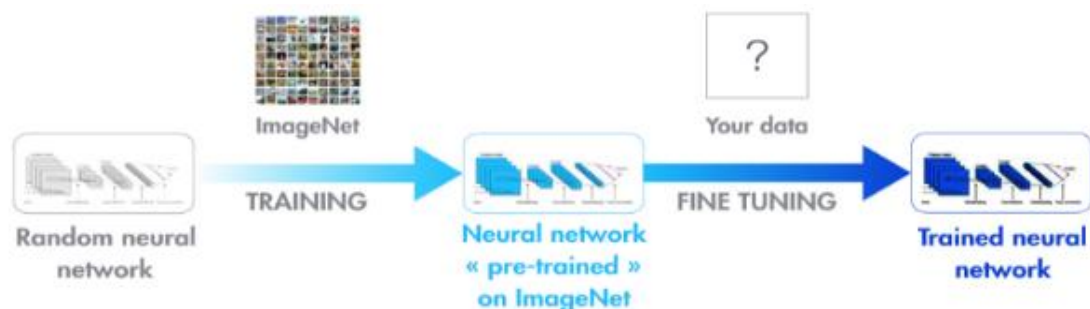 ?
ImageNet
Your data
TRAINING
FINE TUNING
Random neural
network
Neural network
« pre-trained »
on ImageNet
Trained neural
network